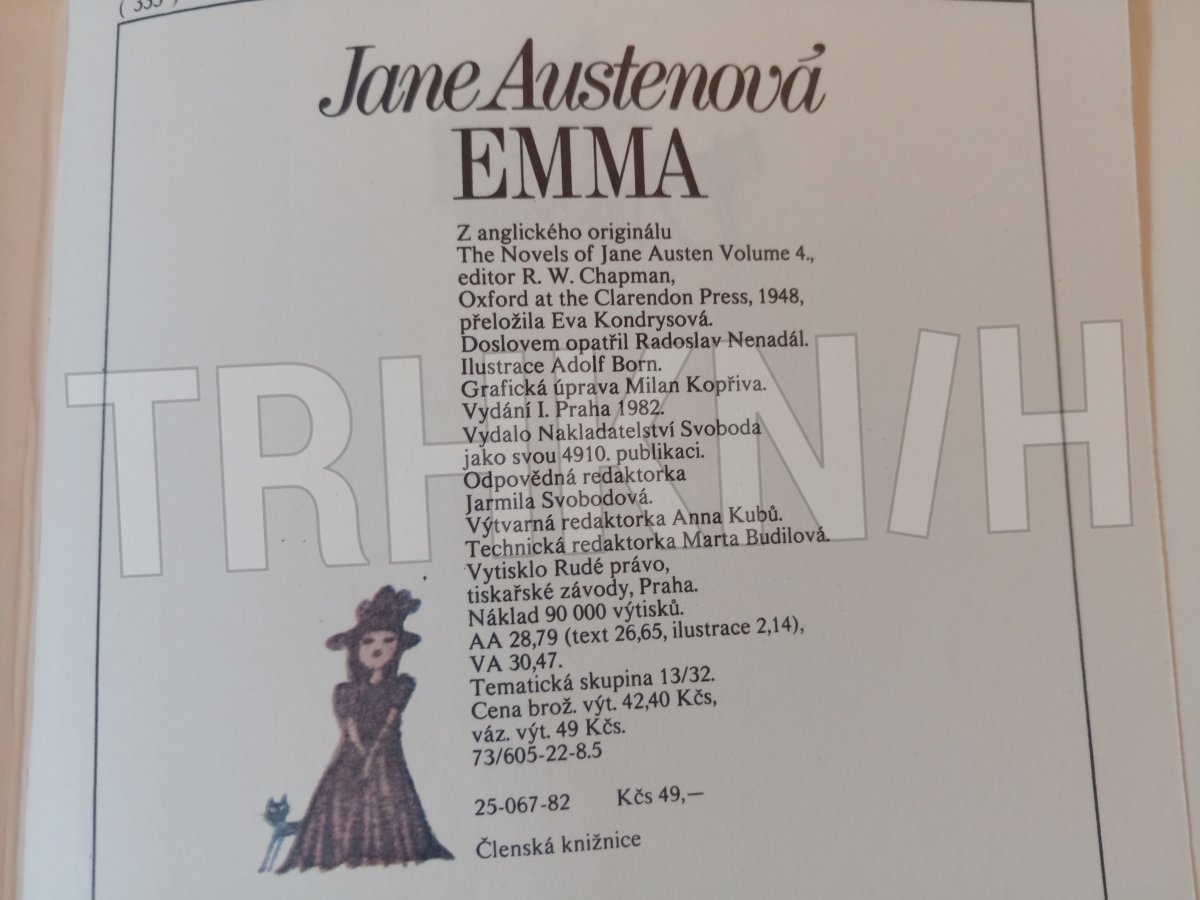 ( 335 )
Jane Austenová
EMMA
Z anglického originálu
The Novels of Jane Austen Volume 4.,
editor R. W. Chapman,
Oxford at the Clarendon Press, 1948,
přeložila Eva Kondrysová.
Doslovem opatřil Radoslav Nenadál.
Ilustrace Adolf Born.
Grafická úprava Milan Kopřiva.
Vydání I. Praha 1982.
Vydalo Nakladatelství Svoboda
jako svou 4910. publikaci.
Odpovědná redaktorka
Jarmila Svobodová.
Výtvarná redaktorka Anna Kubů.
Technická redaktorka Marta Budilová.
Vytisklo Rudé právo,
tiskařské závody, Praha.
Náklad 90 000 výtisků.
AA 28,79 (text 26,65, ilustrace 2,14),
VA 30,47.
Tematická skupina 13/32.
Cena brož. výt. 42,40 Kčs,
váz. výt. 49 Kčs.
73/605-22-8.5
25-067-82 Kčs 49,—
Členská knižnice
TRHKN/H